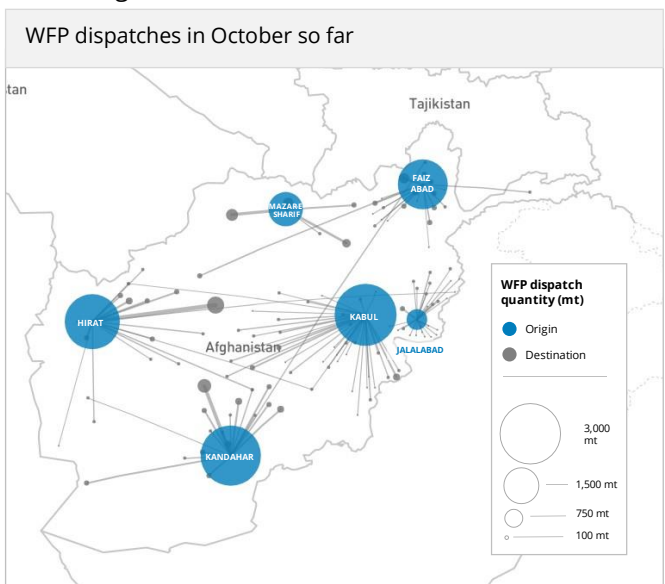 WFP dispatches in October so far
tan
Tajikistan
FAIZ
ABAD
MAZARE
SHARIF
HIRAT
KABUL
JALALABAD
Afghanistan
KANDAHAR
WFP dispatch
quantity (mt)
Origin
Destination
3,000
mt
1,500 mt
750 mt
100 mt